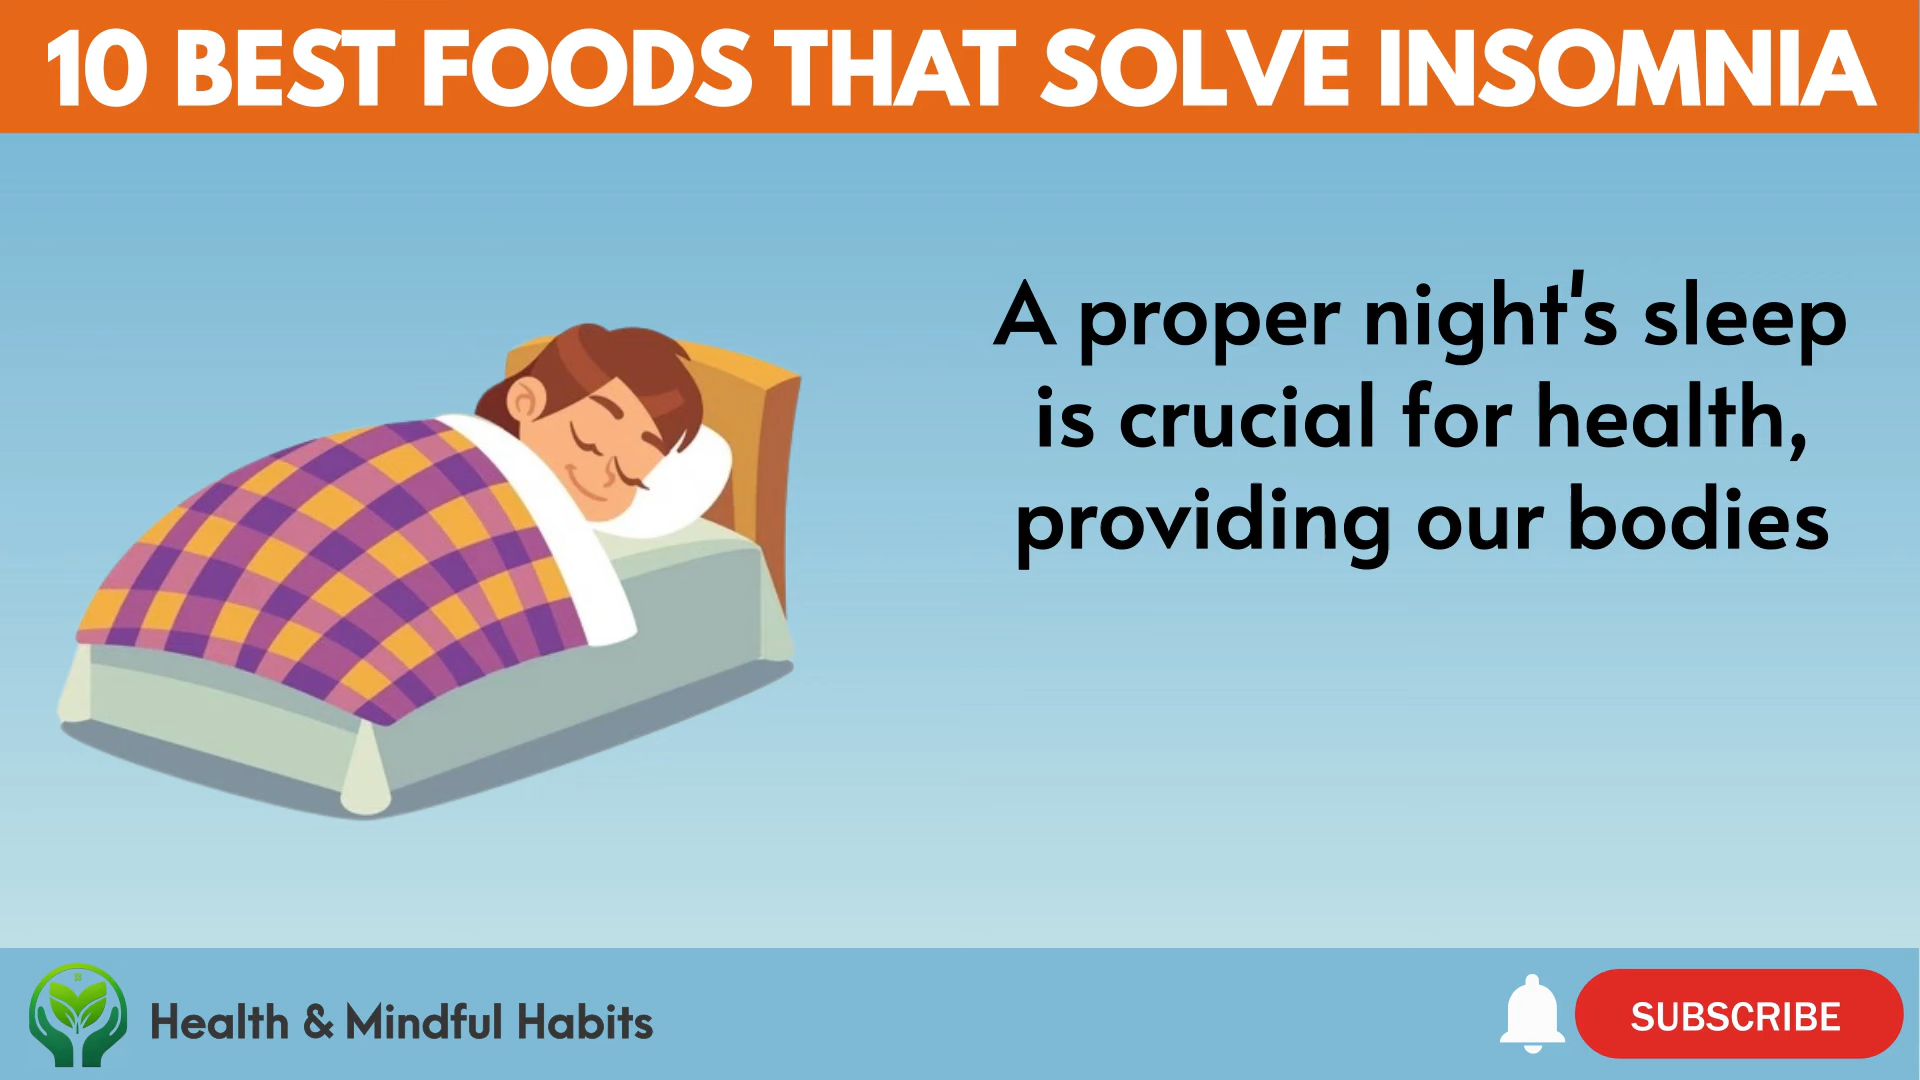 10 BEST FOODS THAT SOLVE INSOMNIA
A proper night's sleep
is crucial for health,
providing our bodies
Health & Mindful Habits
SUBSCRIBE